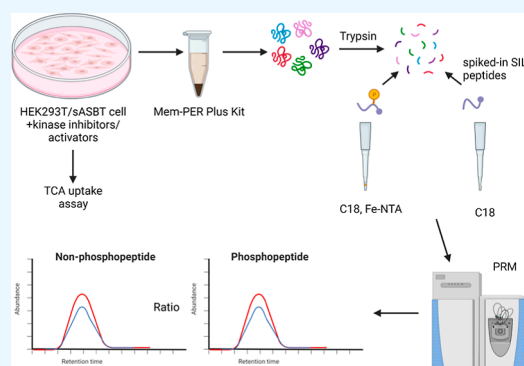 Trypsin
spiked-in SIL
peptides
HEK293T/sASBT cell
+kinase inhibitors/
activators
Mem-PER Plus Kit
P
TCA uptake
assay
C18, Fe-NTA
C18
PRM
Non-phosphopeptide
Phosphopeptide
Abundance
Ratio
Abundance
Retention time
Retention time